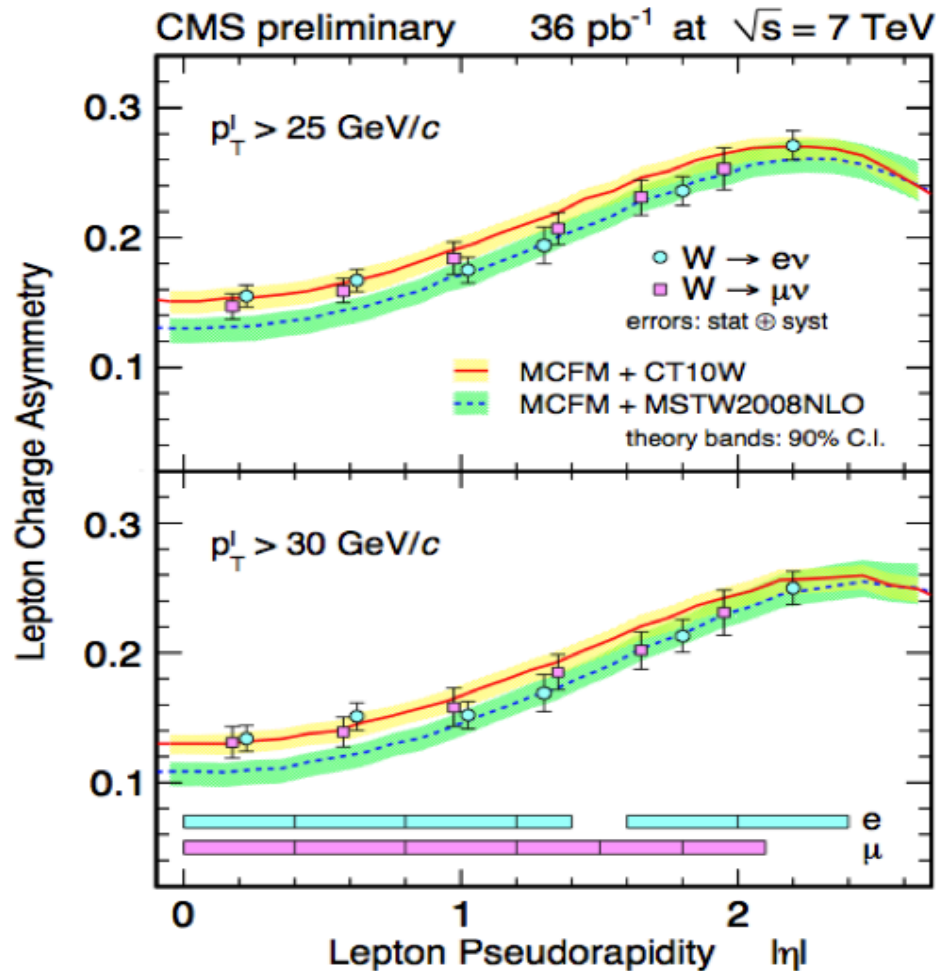 CMS preliminary 36 pb⁻¹ at √s = 7 TeV
0.3
p_T^l > 25 GeV/c
0.2
W → eν
W → μν
errors: stat ⊕ syst
0.1
MCFM + CT10W
MCFM + MSTW2008NLO
theory bands: 90% C.I.
Lepton Charge Asymmetry
0.3
p_T^l > 30 GeV/c
0.2
0.1
e
μ
0 1 2
Lepton Pseudorapidity |η|